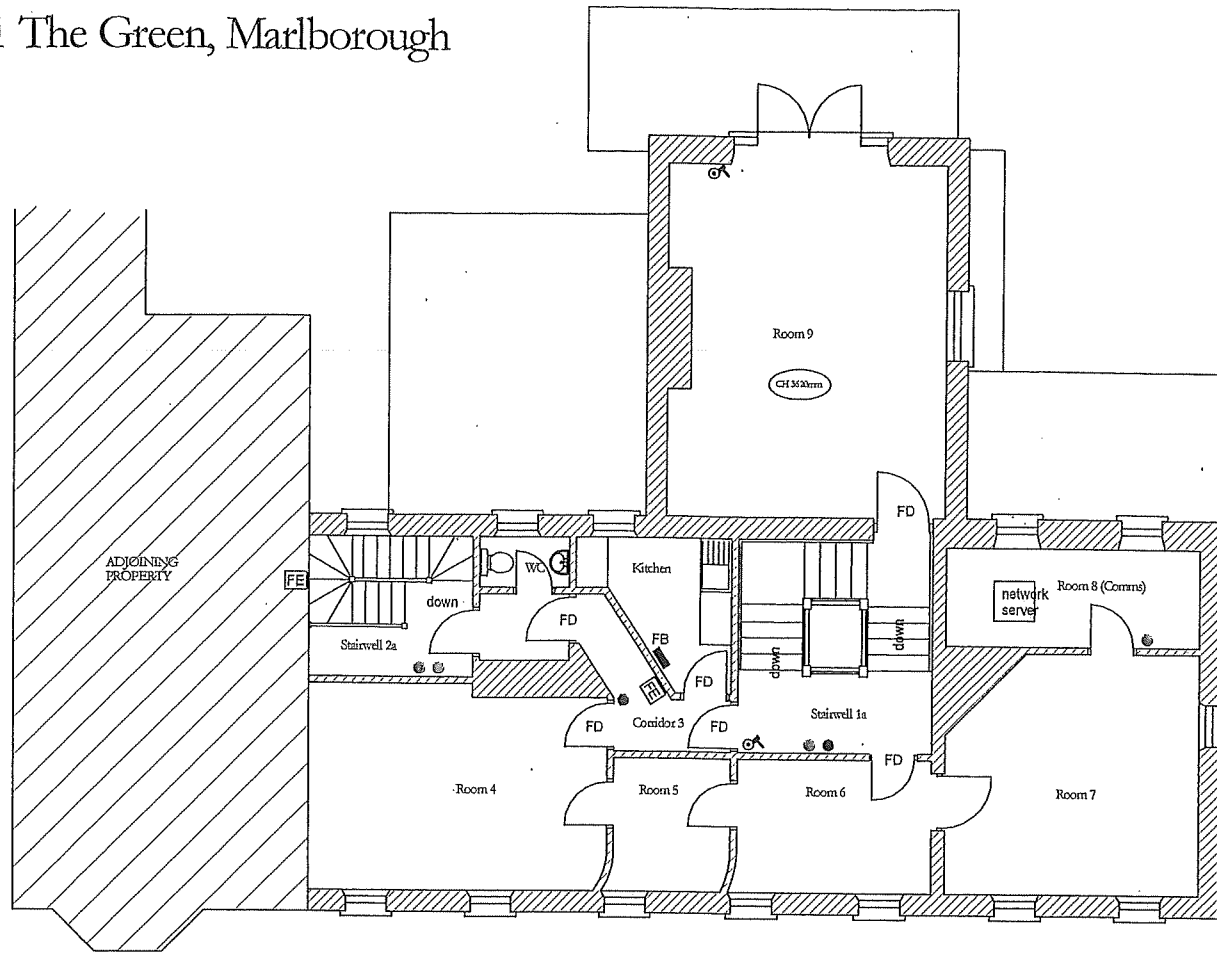 The Green, Marlborough
Room 9
CH 3620mm
FD
ADJOINING
PROPERTY
FE
down
Stairwell 2a
WC
Kitchen
FD
FB
FE
FD
FD
Corridor 3
FD
down
down
Stairwell 1a
FD
network
server
Room 8 (Comms)
Room 4
Room 5
Room 6
Room 7